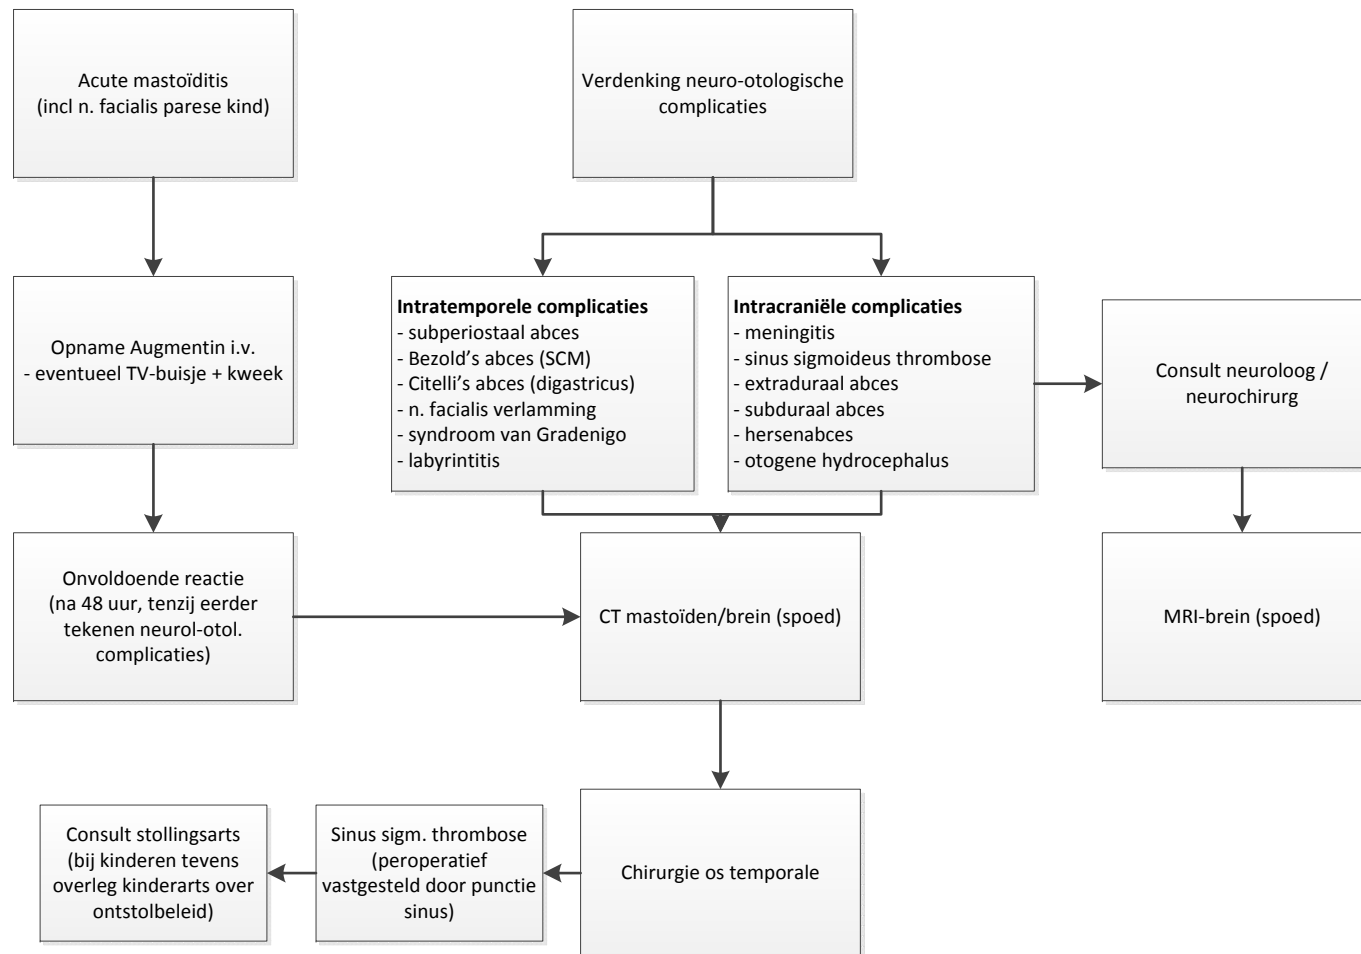 Acute mastoïditis
(incl n. facialis parese kind)
Verdenking neuro-otologische
complicaties
Opname Augmentin i.v.
- eventueel TV-buisje + kweek
Intratemporele complicaties
- subperiostaal abces
- Bezold's abces (SCM)
- Citelli's abces (digastricus)
- n. facialis verlamming
- syndroom van Gradenigo
- labyrintitis
Intracraniële complicaties
- meningitis
- sinus sigmoideus thrombose
- extraduraal abces
- subduraal abces
- hersenabces
- otogene hydrocephalus
Consult neuroloog /
neurochirurg
Onvoldoende reactie
(na 48 uur, tenzij eerder
tekenen neurol-otol.
complicaties)
CT mastoïden/brein (spoed)
MRI-brein (spoed)
Consult stollingsarts
(bij kinderen tevens
overleg kinderarts over
ontstolbeleid)
Sinus sigm. thrombose
(peroperatief
vastgesteld door punctie
sinus)
Chirurgie os temporale